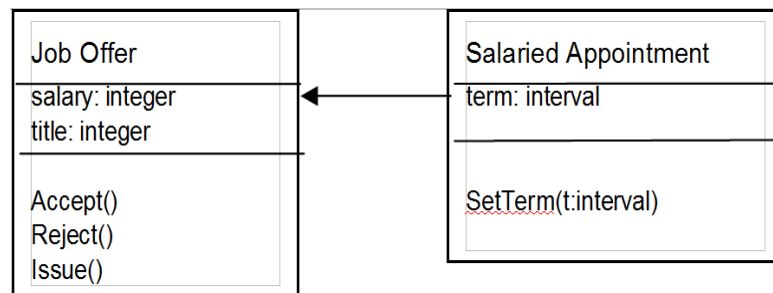 Job Offer
salary: integer
title: integer
Accept()
Reject()
Issue()
Salaried Appointment
term: interval
SetTerm(t:interval)